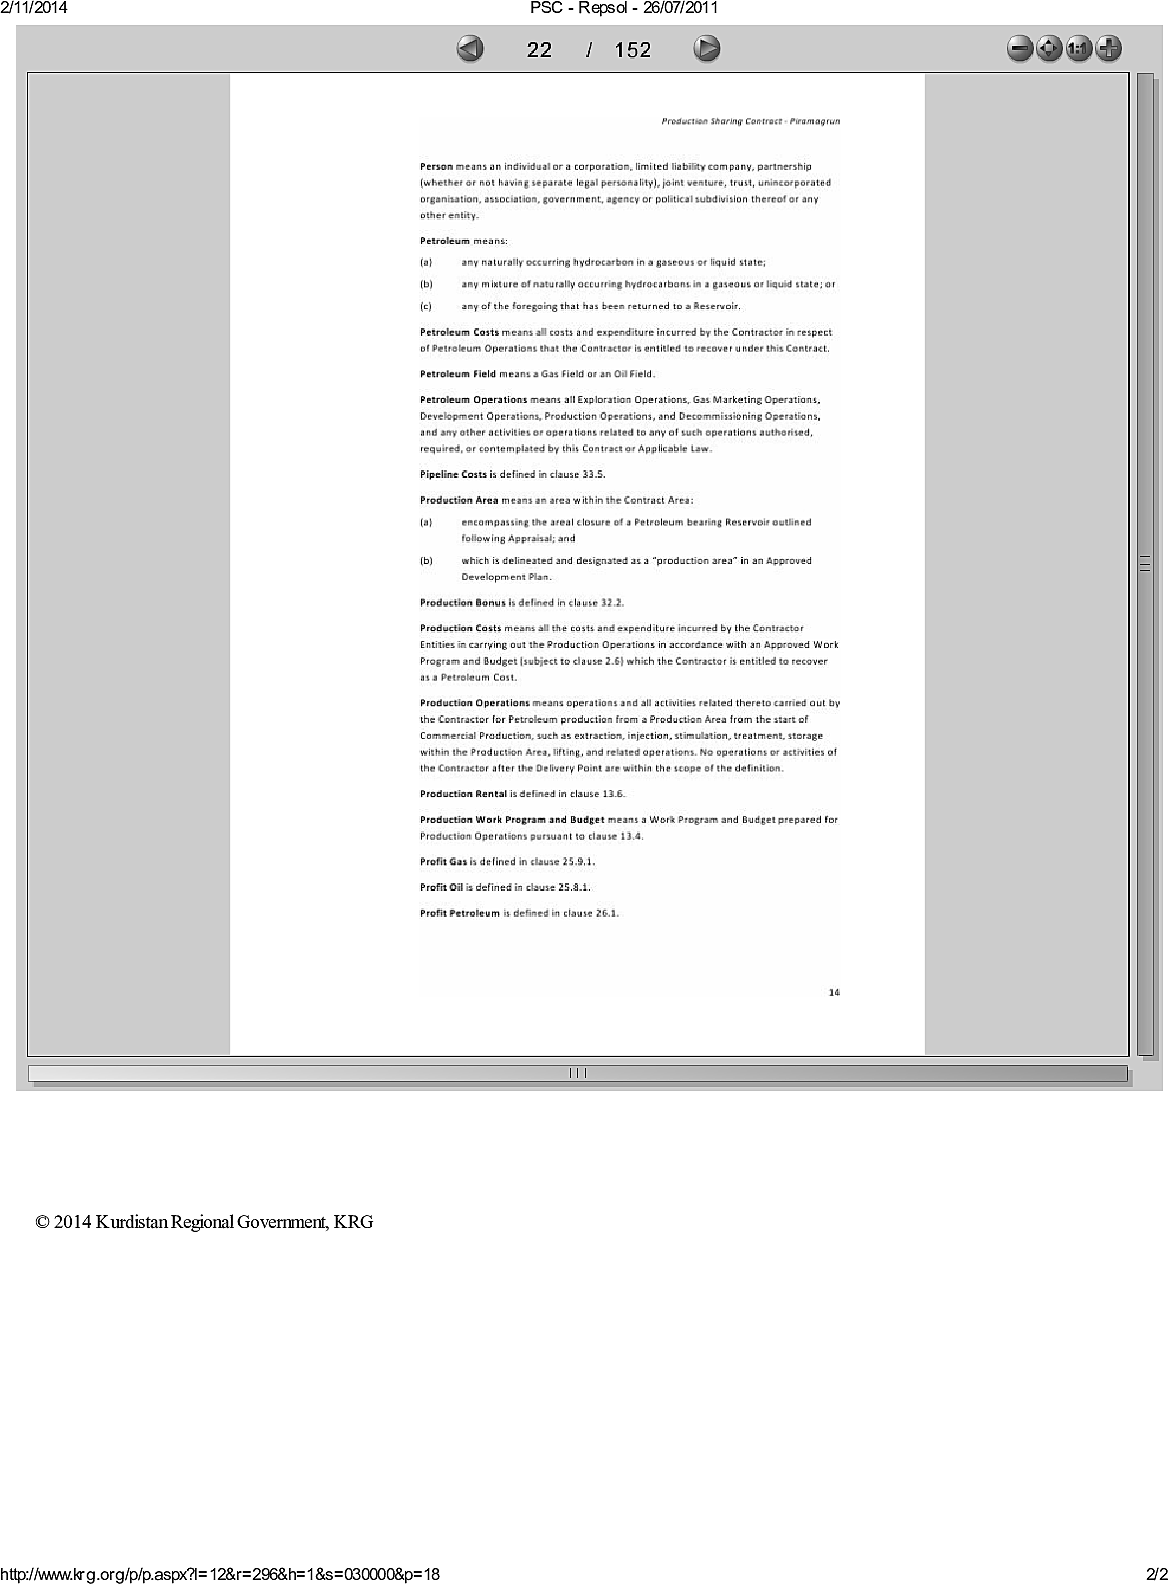 2/11/2014 PSC - Repsol - 26/07/2011
22 / 152
1:1
Production Sharing Contract - Piramagrun
Person means an individual or a corporation, limited liability company, partnership
(whether or not having separate legal personality), joint venture, trust, unincorporated
organisation, association, government, agency or political subdivision thereof or any
other entity.
Petroleum means:
(a) any naturally occurring hydrocarbon in a gaseous or liquid state;
(b) any mixture of naturally occurring hydrocarbons in a gaseous or liquid state; or
(c) any of the foregoing that has been returned to a Reservoir.
Petroleum Costs means all costs and expenditure incurred by the Contractor in respect
of Petroleum Operations that the Contractor is entitled to recover under this Contract.
Petroleum Field means a Gas Field or an Oil Field.
Petroleum Operations means all Exploration Operations, Gas Marketing Operations,
Development Operations, Production Operations, and Decommissioning Operations,
and any other activities or operations related to any of such operations authorised,
required, or contemplated by this Contract or Applicable Law.
Pipeline Costs is defined in clause 33.5.
Production Area means an area within the Contract Area:
(a) encompassing the areal closure of a Petroleum bearing Reservoir outlined
following Appraisal; and
(b) which is delineated and designated as a "production area" in an Approved
Development Plan.
Production Bonus is defined in clause 32.2.
Production Costs means all the costs and expenditure incurred by the Contractor
Entities in carrying out the Production Operations in accordance with an Approved Work
Program and Budget (subject to clause 2.6) which the Contractor is entitled to recover
as a Petroleum Cost.
Production Operations means operations and all activities related thereto carried out by
the Contractor for Petroleum production from a Production Area from the start of
Commercial Production, such as extraction, injection, stimulation, treatment, storage
within the Production Area, lifting, and related operations. No operations or activities of
the Contractor after the Delivery Point are within the scope of the definition.
Production Rental is defined in clause 13.6.
Production Work Program and Budget means a Work Program and Budget prepared for
Production Operations pursuant to clause 13.4.
Profit Gas is defined in clause 25.9.1.
Profit Oil is defined in clause 25.8.1.
Profit Petroleum is defined in clause 26.1.
14
© 2014 Kurdistan Regional Government, KRG
http://www.krg.org/p/p.aspx?l=12&r=296&h=1&s=030000&p=18 2/2